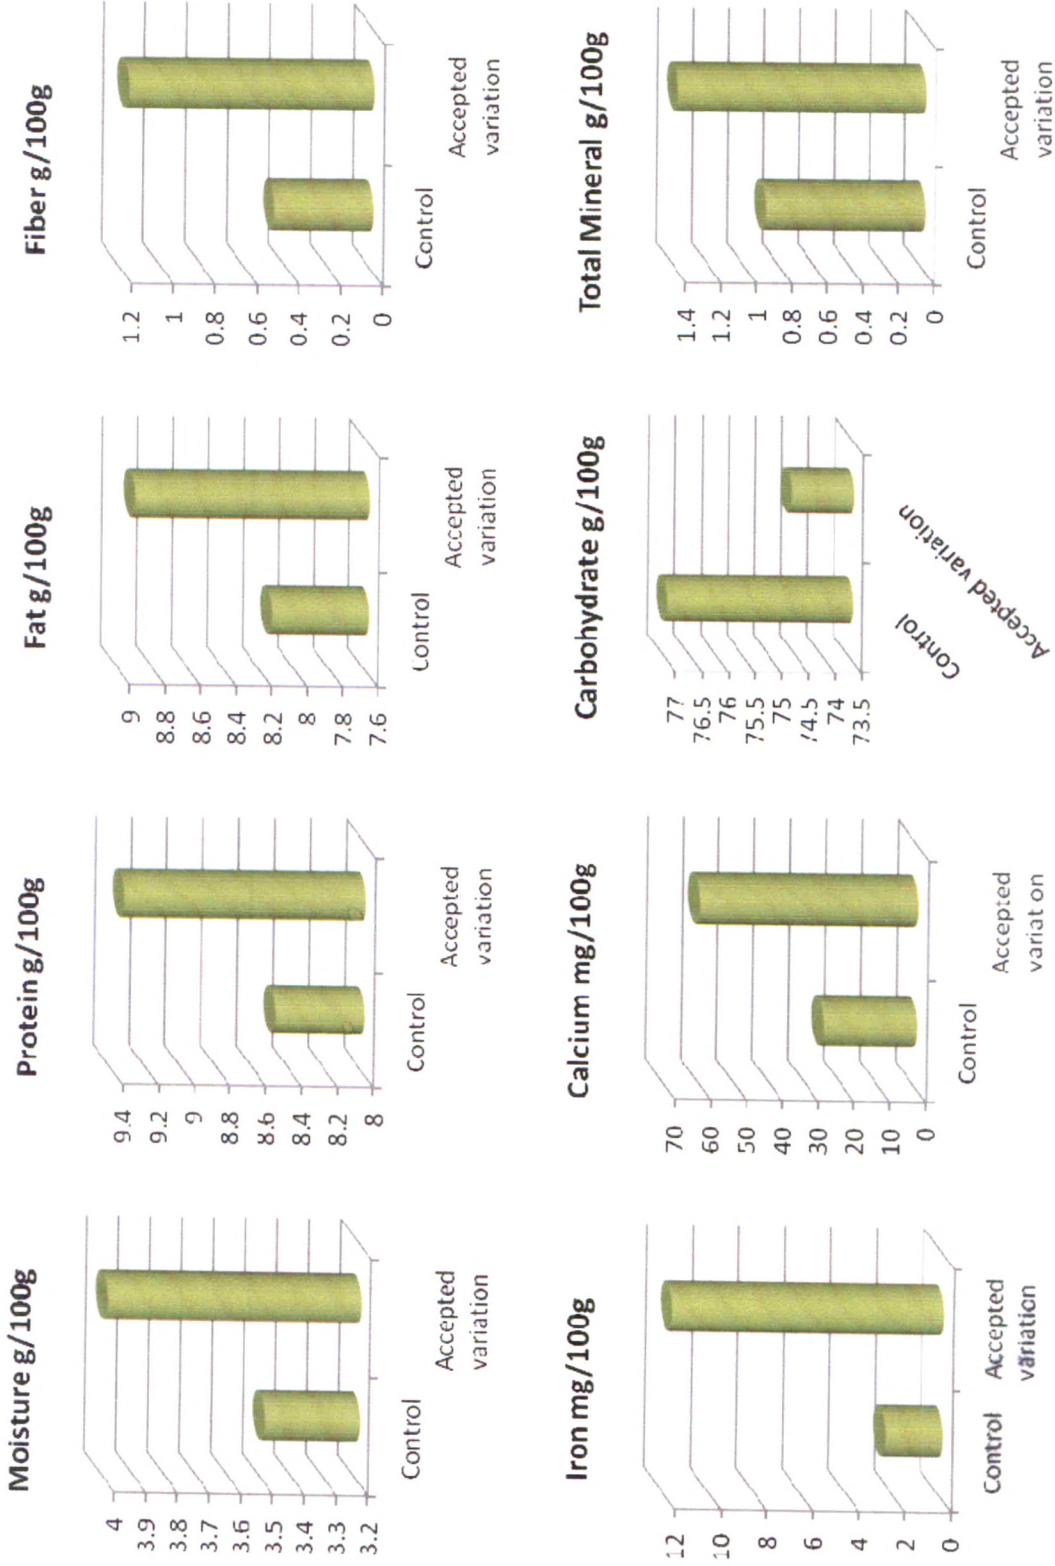 Moisture g/100g
4
3.9
3.8
3.7
3.6
3.5
3.4
3.3
3.2
Control
Accepted
variation
Protein g/100g
9.4
9.2
9
8.8
8.6
8.4
8.2
8
Control
Accepted
variation
Fat g/100g
9
8.8
8.6
8.4
8.2
8
7.8
7.6
Control
Accepted
variation
Fiber g/100g
1.2
1
0.8
0.6
0.4
0.2
0
Control
Accepted
variation
Iron mg/100g
12
10
8
6
4
2
0
Control
Accepted
variation
Calcium mg/100g
70
60
50
40
30
20
10
0
Control
Accepted
variation
Carbohydrate g/100g
77
76.5
76
75.5
75
74.5
74
73.5
Control
Accepted variation
Total Mineral g/100g
1.4
1.2
1
0.8
0.6
0.4
0.2
0
Control
Accepted
variation